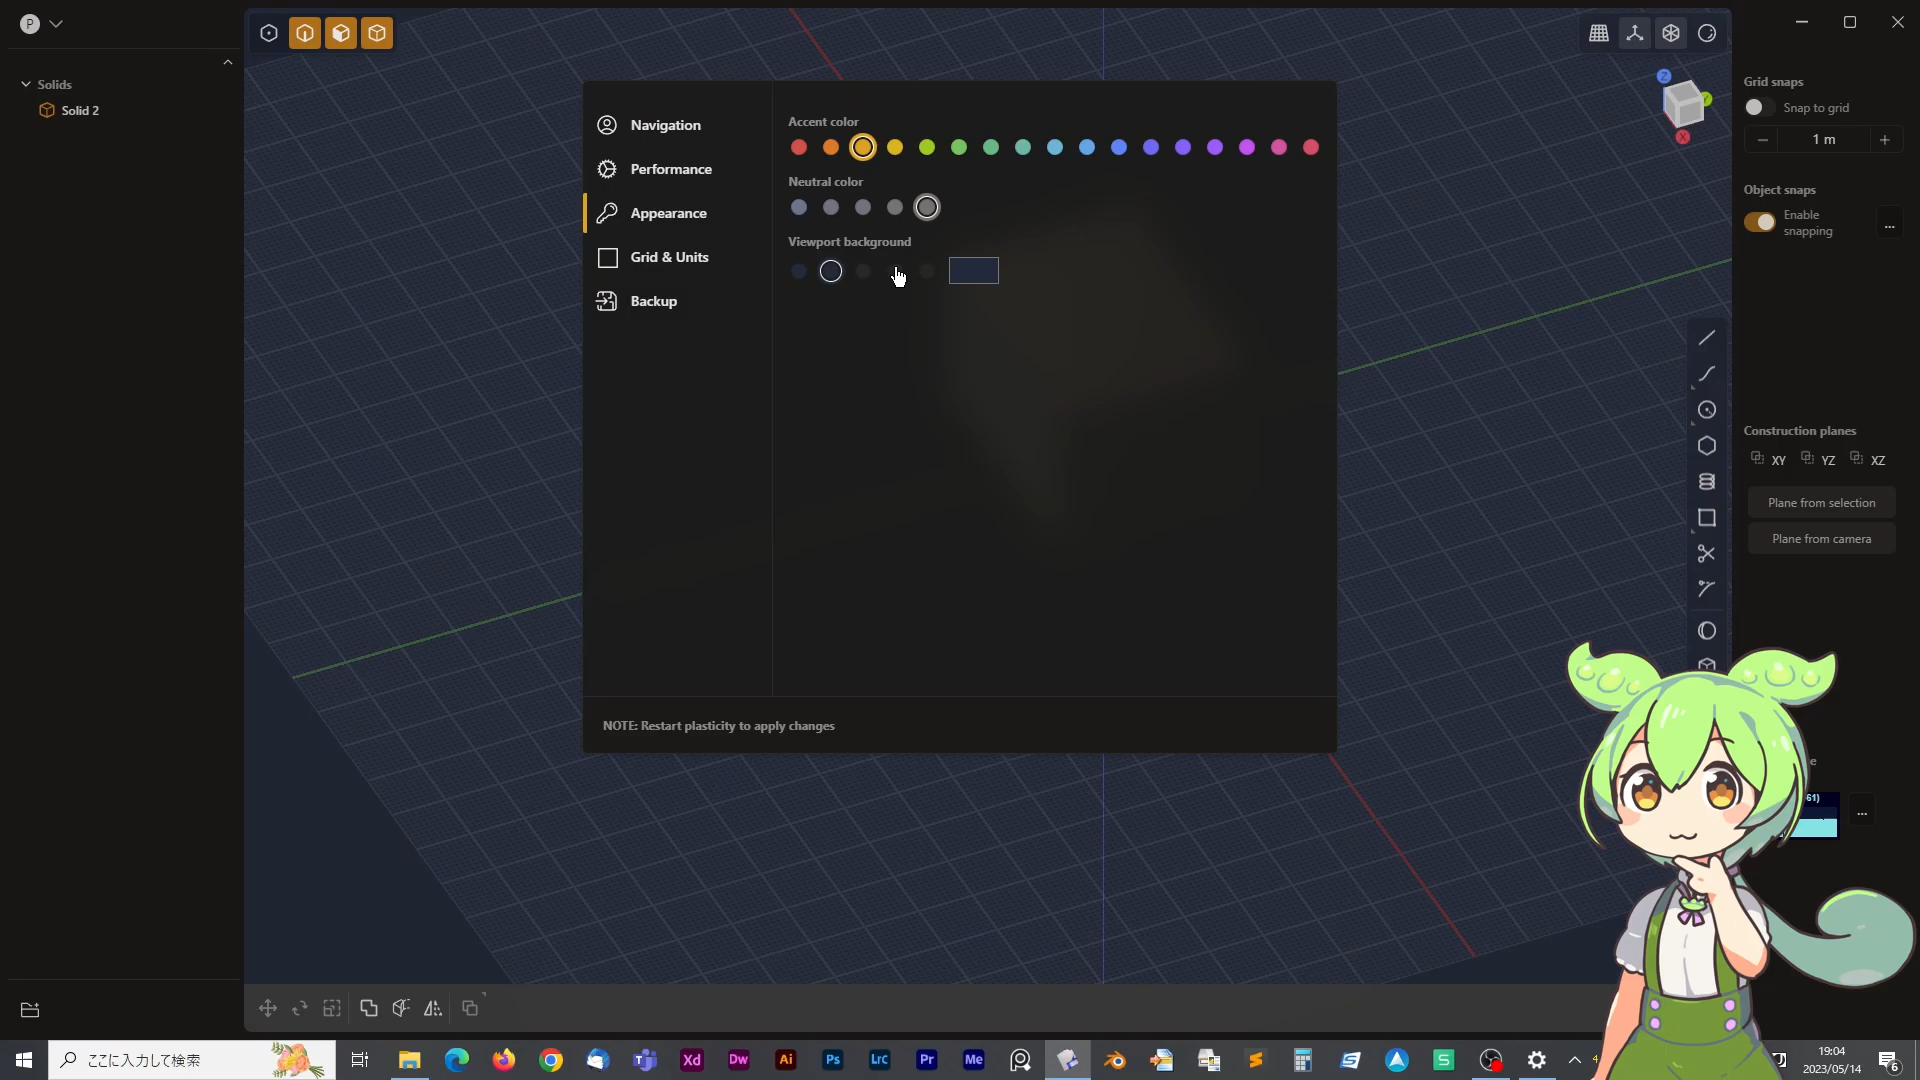 P
Solids
Solid 2
Navigation
Performance
Appearance
Grid & Units
Backup
Accent color
Neutral color
Viewport background
NOTE: Restart plasticity to apply changes
Z
Y
X
Grid snaps
Snap to grid
1 m
Object snaps
Enable
snapping
...
Construction planes
XY
YZ
XZ
Plane from selection
Plane from camera
e
61)
...
ここに入力して検索
Xd
Dw
Ai
Ps
Lrc
Pr
Me
S
4
19:04
2023/05/14
6